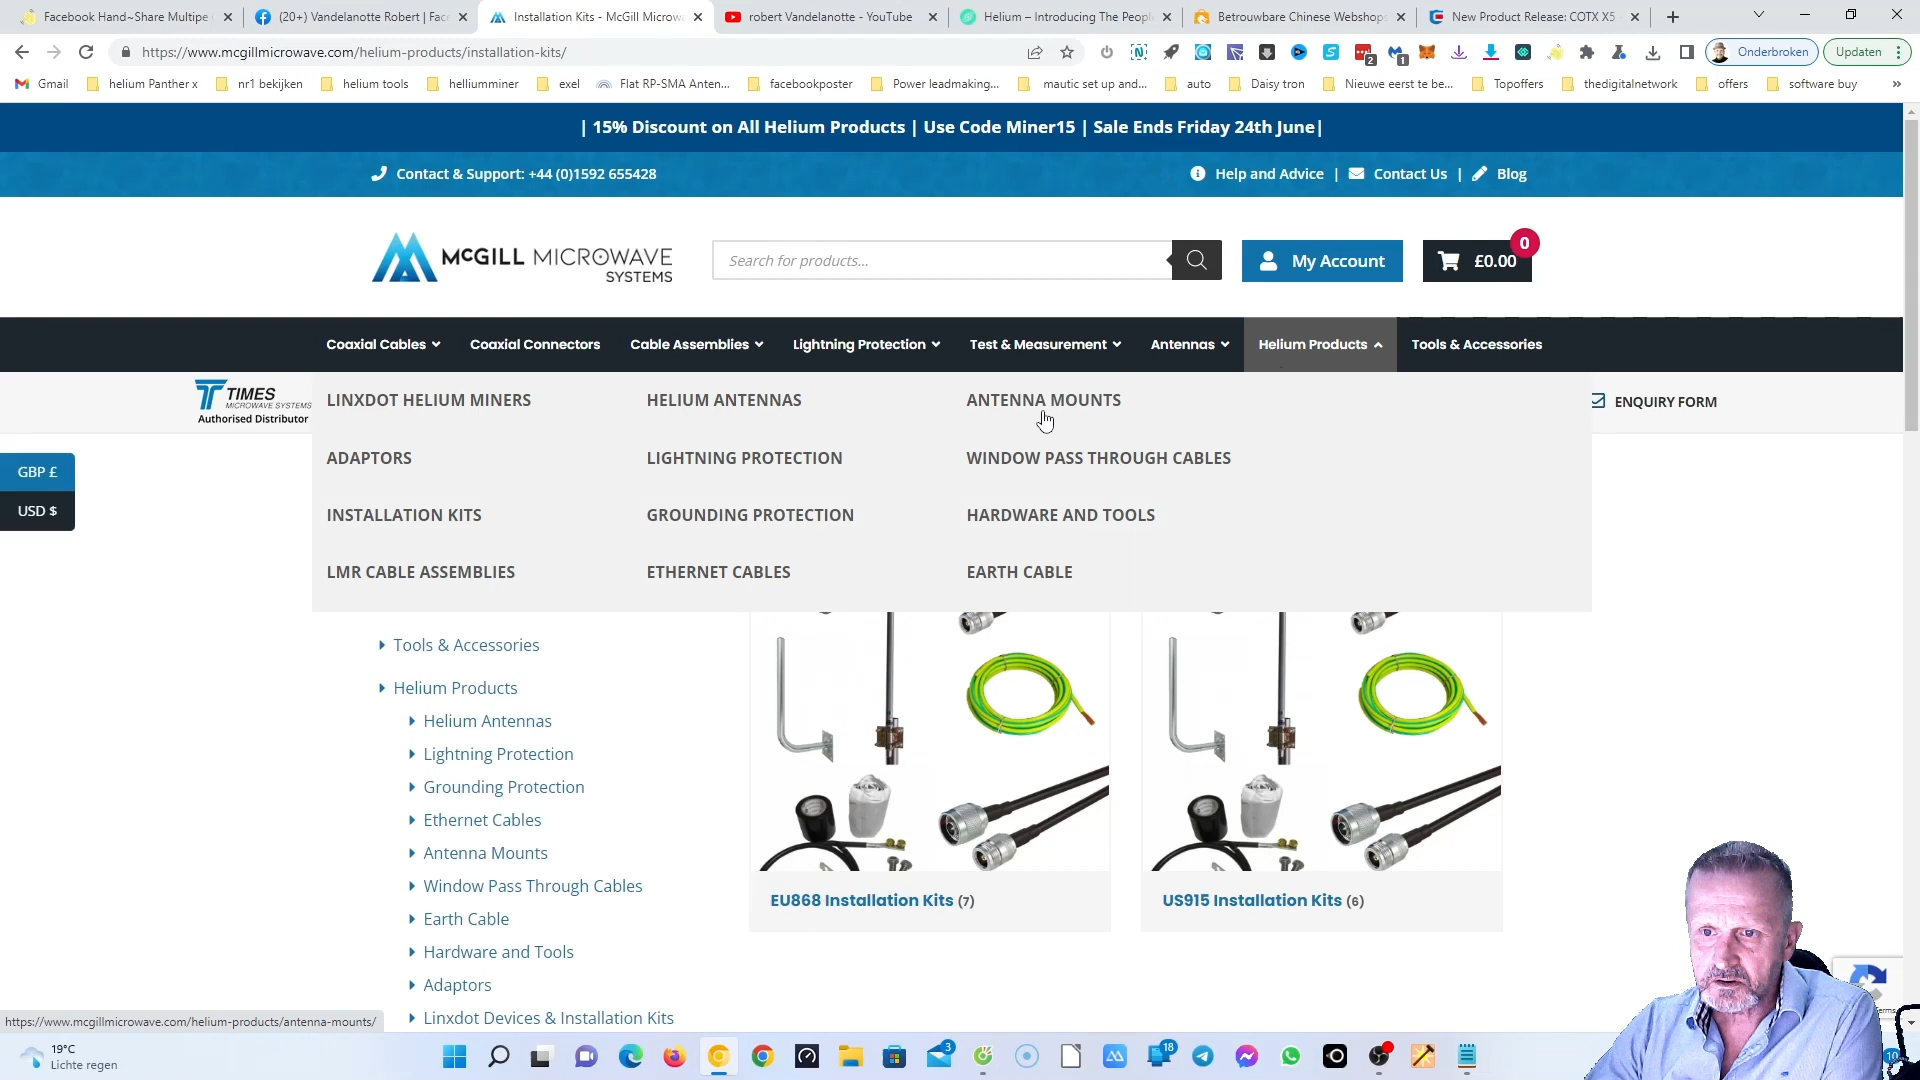 Facebook Hand~Share Multipe
(20+) Vandelanotte Robert | Face
Installation Kits - McGill Microwa
robert Vandelanotte - YouTube
Helium – Introducing The People
Betrouwbare Chinese Webshops
New Product Release: COTX X5
https://www.mcgillmicrowave.com/helium-products/installation-kits/
Onderbroken
Updaten
Gmail
helium Panther x
nr1 bekijken
helium tools
helliumminer
exel
Flat RP-SMA Anten...
facebookposter
Power leadmaking...
mautic set up and...
auto
Daisy tron
Nieuwe eerst te be...
Topoffers
thedigitalnetwork
offers
software buy
»
| 15% Discount on All Helium Products | Use Code Miner15 | Sale Ends Friday 24th June|
Contact & Support: +44 (0)1592 655428
Help and Advice | Contact Us | Blog
McGILL MICROWAVE
SYSTEMS
Search for products...
My Account
£0.00
0
Coaxial Cables
Coaxial Connectors
Cable Assemblies
Lightning Protection
Test & Measurement
Antennas
Helium Products
Tools & Accessories
TIMES
MICROWAVE SYSTEMS
Authorised Distributor
ENQUIRY FORM
LINXDOT HELIUM MINERS
HELIUM ANTENNAS
ANTENNA MOUNTS
ADAPTORS
LIGHTNING PROTECTION
WINDOW PASS THROUGH CABLES
INSTALLATION KITS
GROUNDING PROTECTION
HARDWARE AND TOOLS
LMR CABLE ASSEMBLIES
ETHERNET CABLES
EARTH CABLE
GBP £
USD $
Tools & Accessories
Helium Products
Helium Antennas
Lightning Protection
Grounding Protection
Ethernet Cables
Antenna Mounts
Window Pass Through Cables
Earth Cable
Hardware and Tools
Adaptors
Linxdot Devices & Installation Kits
EU868 Installation Kits (7)
US915 Installation Kits (6)
https://www.mcgillmicrowave.com/helium-products/antenna-mounts/
19°C
Lichte regen
3
18